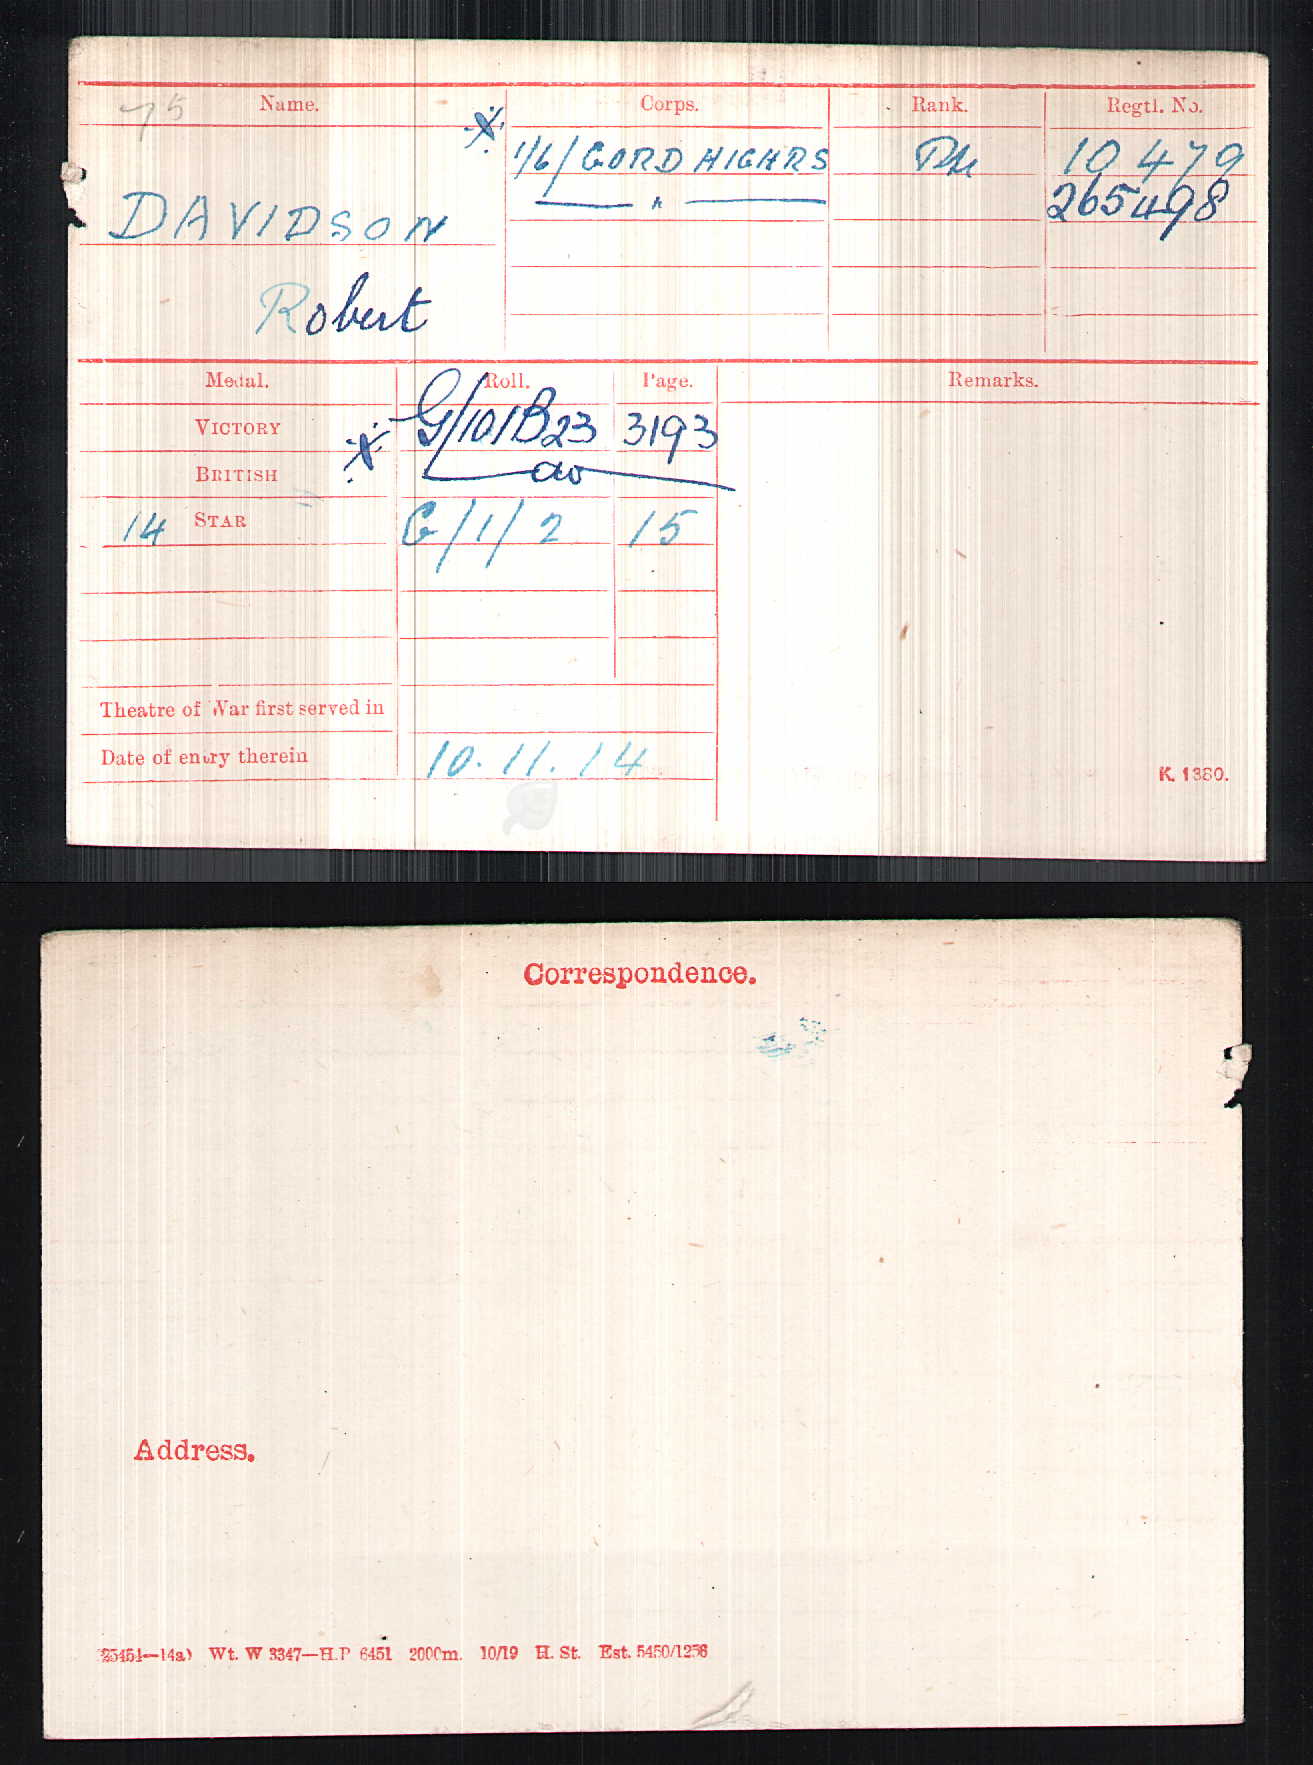 75 Name. Corps. Rank. Regtl. No.
1/6/ GORD HIGHRS Pte 10479
DAVIDSON — " — 265498
Robert
Medal. Roll. Page. Remarks.
VICTORY G/101B23 3193
BRITISH do
14 STAR G/1/2 15
Theatre of War first served in
Date of entry therein 10.11.14
K. 1380.
Correspondence.
Address.
Wt. W 3347—H.P 6451 2000m. 10/19 H. St. Est. 5450/1256